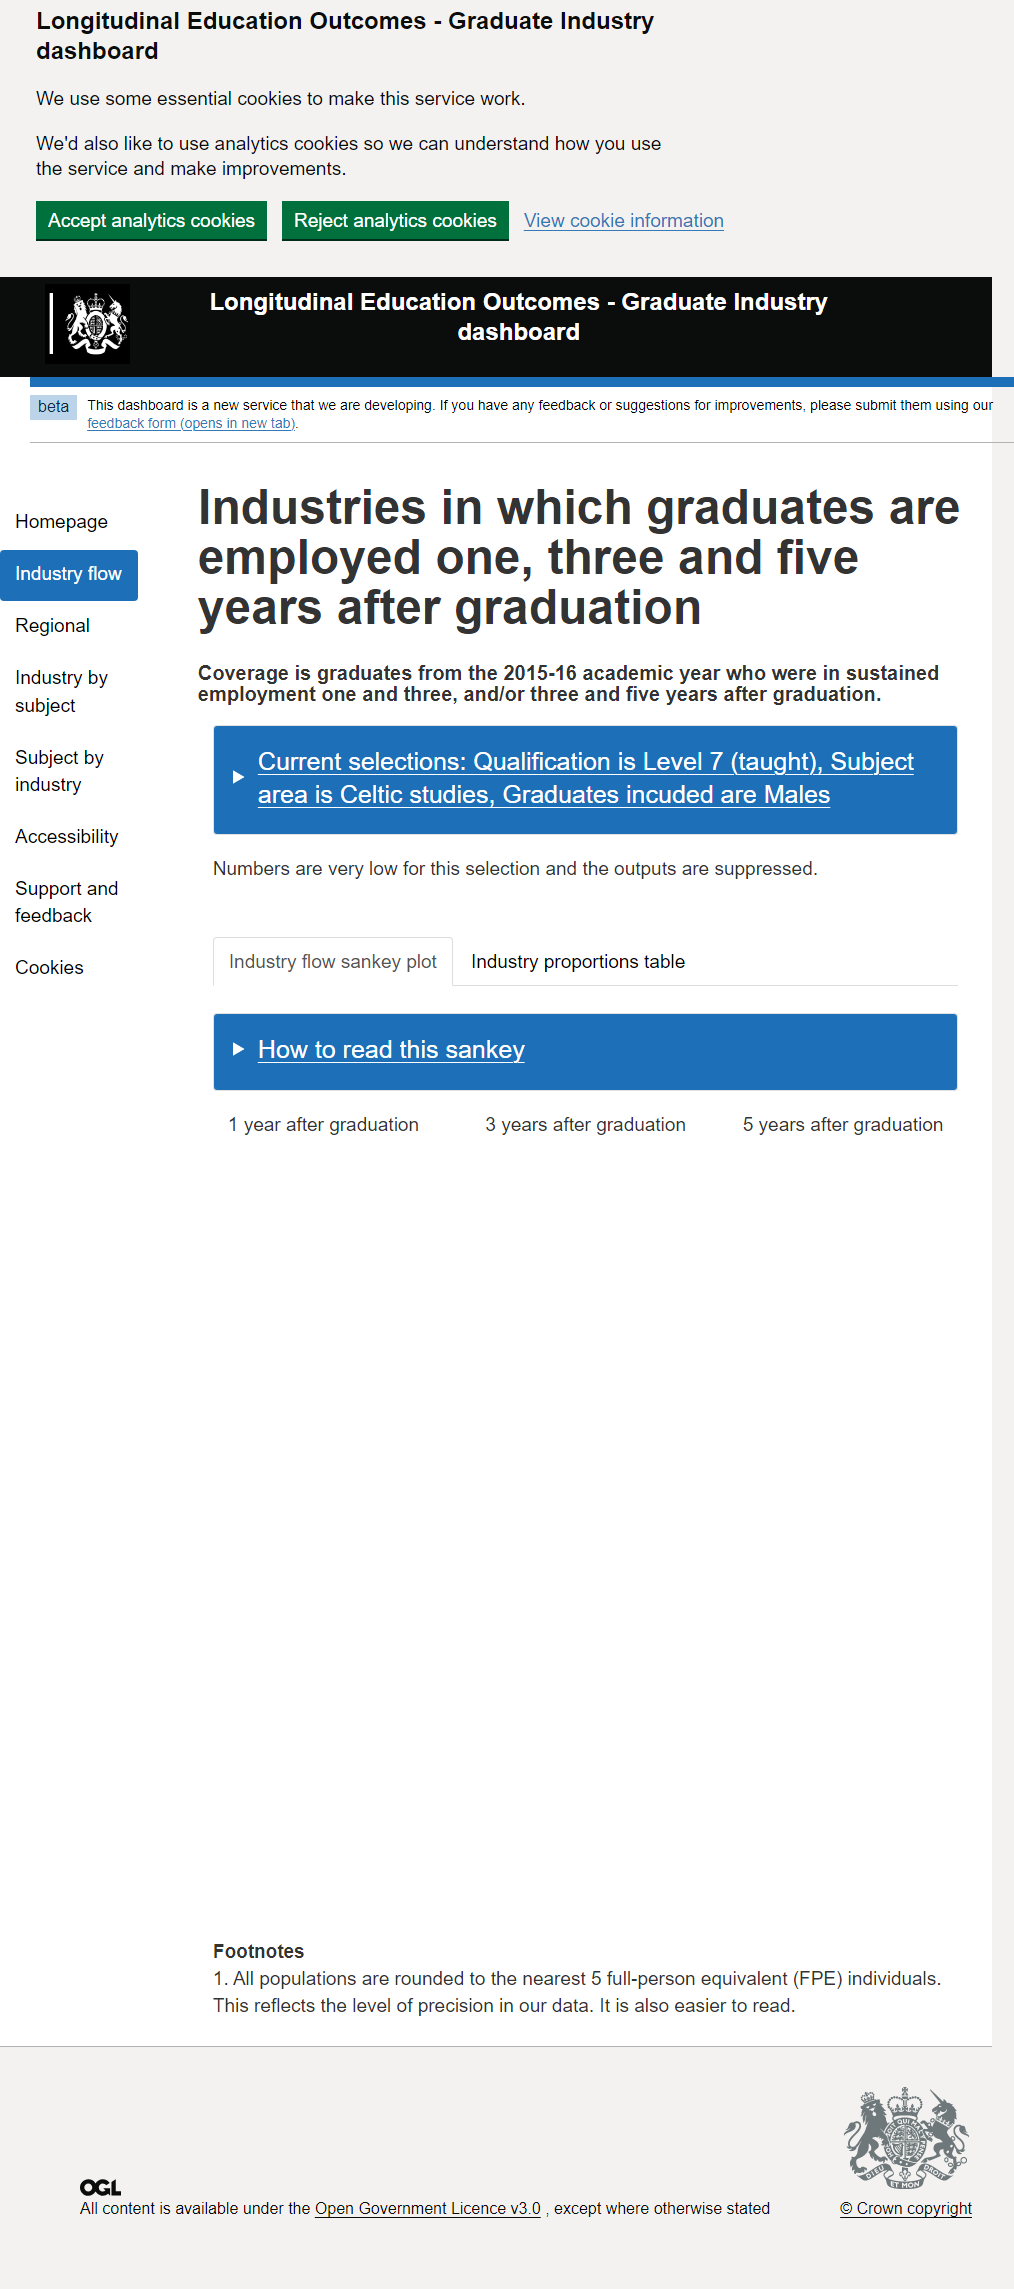 Longitudinal Education Outcomes - Graduate Industry
dashboard
We use some essential cookies to make this service work.
We'd also like to use analytics cookies so we can understand how you use
the service and make improvements.
Accept analytics cookies Reject analytics cookies View cookie information
Longitudinal Education Outcomes - Graduate Industry
dashboard
beta This dashboard is a new service that we are developing. If you have any feedback or suggestions for improvements, please submit them using our
feedback form (opens in new tab).
Homepage
Industry flow
Regional
Industry by
subject
Subject by
industry
Accessibility
Support and
feedback
Cookies
Industries in which graduates are
employed one, three and five
years after graduation
Coverage is graduates from the 2015-16 academic year who were in sustained
employment one and three, and/or three and five years after graduation.
Current selections: Qualification is Level 7 (taught), Subject
area is Celtic studies, Graduates incuded are Males
Numbers are very low for this selection and the outputs are suppressed.
Industry flow sankey plot Industry proportions table
How to read this sankey
1 year after graduation 3 years after graduation 5 years after graduation
Footnotes
1. All populations are rounded to the nearest 5 full-person equivalent (FPE) individuals.
This reflects the level of precision in our data. It is also easier to read.
OGL
All content is available under the Open Government Licence v3.0 , except where otherwise stated
© Crown copyright